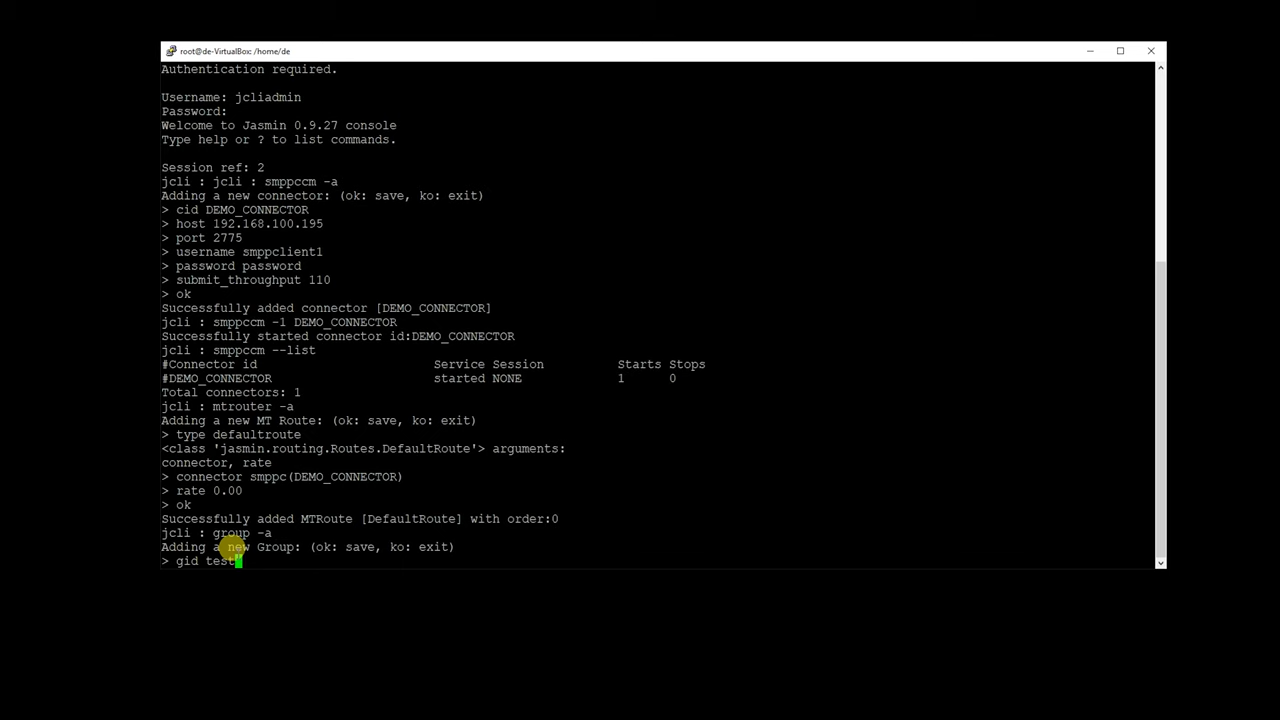 root@de-VirtualBox: /home/de
Authentication required.
Username: jcliadmin
Password:
Welcome to Jasmin 0.9.27 console
Type help or ? to list commands.
Session ref: 2
jcli : jcli : smppccm -a
Adding a new connector: (ok: save, ko: exit)
> cid DEMO_CONNECTOR
> host 192.168.100.195
> port 2775
> username smppclient1
> password password
> submit_throughput 110
> ok
Successfully added connector [DEMO_CONNECTOR]
jcli : smppccm -1 DEMO_CONNECTOR
Successfully started connector id:DEMO_CONNECTOR
jcli : smppccm --list
#Connector id Service Session Starts Stops
#DEMO_CONNECTOR started NONE 1 0
Total connectors: 1
jcli : mtrouter -a
Adding a new MT Route: (ok: save, ko: exit)
> type defaultroute
<class 'jasmin.routing.Routes.DefaultRoute'> arguments:
connector, rate
> connector smppc(DEMO_CONNECTOR)
> rate 0.00
> ok
Successfully added MTRoute [DefaultRoute] with order:0
jcli : group -a
Adding a new Group: (ok: save, ko: exit)
> gid test